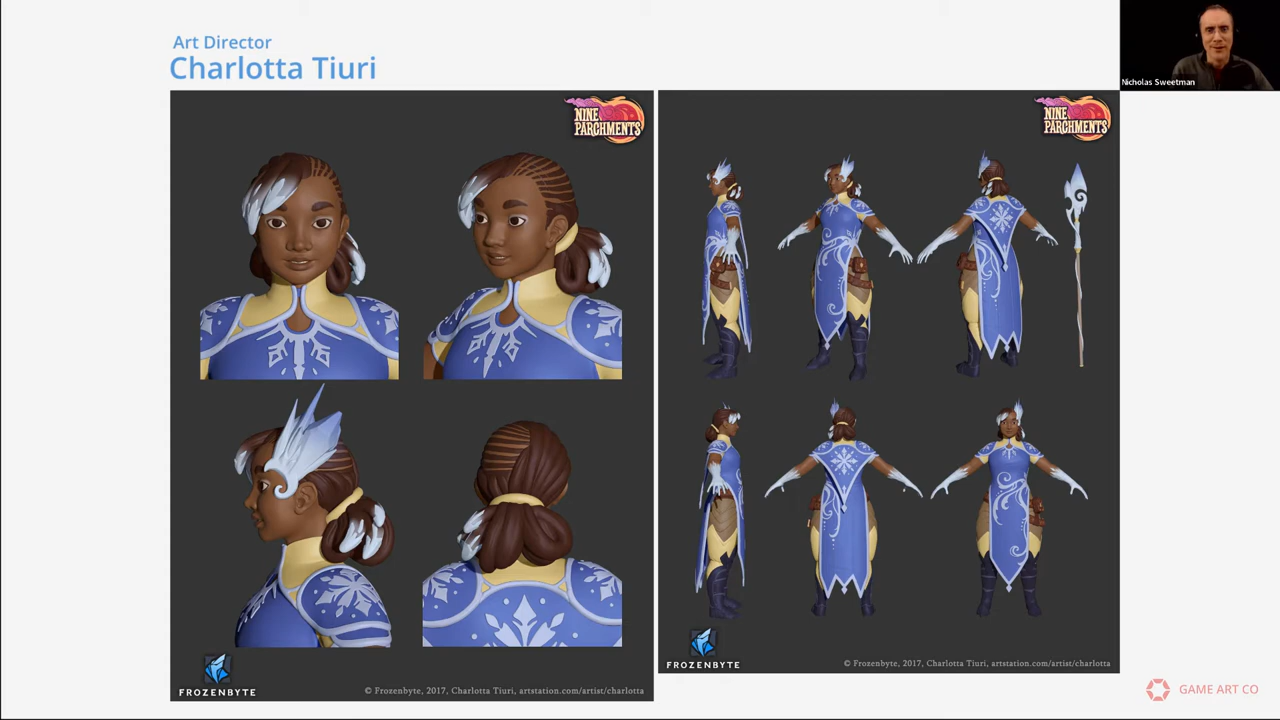 Art Director
Charlotta Tiuri
Nicholas Sweetman
NINE
PARCHMENTS
NINE
PARCHMENTS
FROZENBYTE
© Frozenbyte, 2017, Charlotta Tiuri, artstation.com/artist/charlotta
FROZENBYTE
© Frozenbyte, 2017, Charlotta Tiuri, artstation.com/artist/charlotta
GAME ART CO